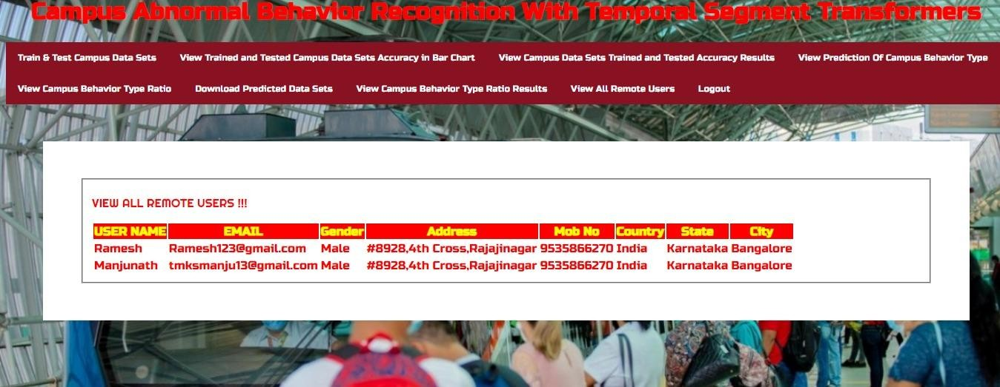 Campus Abnormal Behavior Recognition With Temporal Segment Transformers
Train & Test Campus Data Sets View Trained and Tested Campus Data Sets Accuracy in Bar Chart View Campus Data Sets Trained and Tested Accuracy Results View Prediction Of Campus Behavior Type
View Campus Behavior Type Ratio Download Predicted Data Sets View Campus Behavior Type Ratio Results View All Remote Users Logout
VIEW ALL REMOTE USERS !!!
USER NAME EMAIL Gender Address Mob No Country State City
Ramesh Ramesh123@gmail.com Male #8928,4th Cross,Rajajinagar 9535866270 India Karnataka Bangalore
Manjunath tmksmanju13@gmail.com Male #8928,4th Cross,Rajajinagar 9535866270 India Karnataka Bangalore